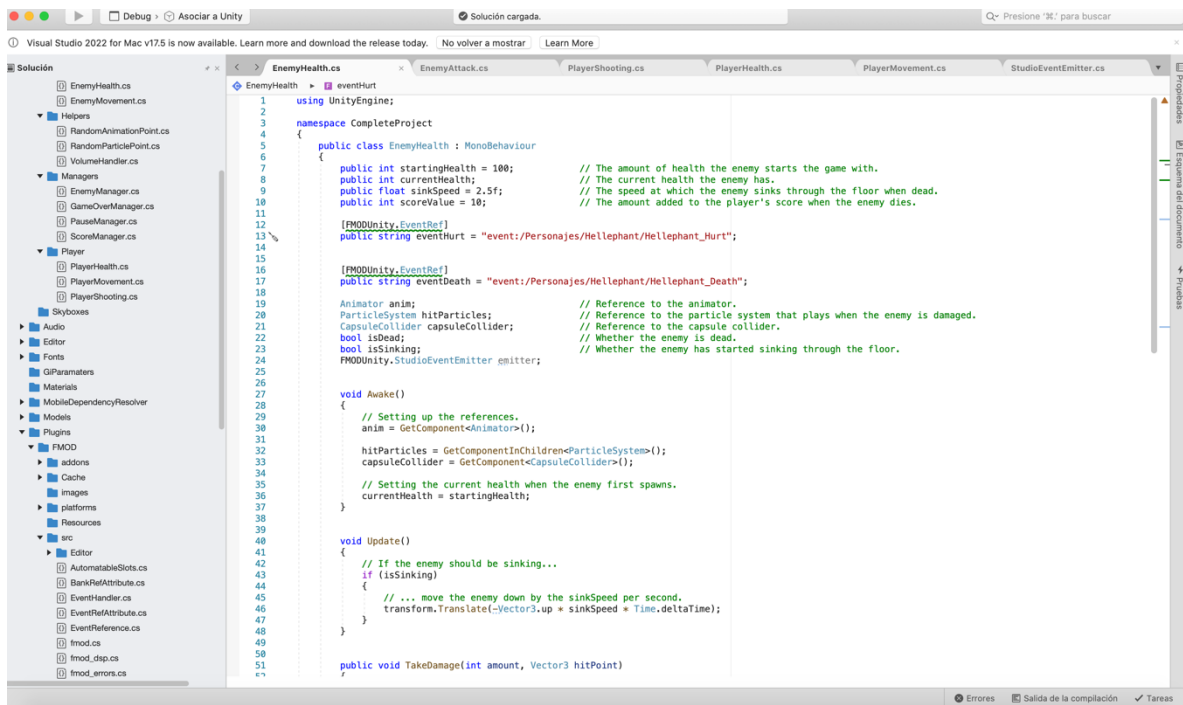 Debug › Asociar a Unity
Solución cargada.
Presione '⌘.' para buscar
Visual Studio 2022 for Mac v17.5 is now available. Learn more and download the release today. No volver a mostrar Learn More
Solución
EnemyHealth.cs
EnemyMovement.cs
Helpers
RandomAnimationPoint.cs
RandomParticlePoint.cs
VolumeHandler.cs
Managers
EnemyManager.cs
GameOverManager.cs
PauseManager.cs
ScoreManager.cs
Player
PlayerHealth.cs
PlayerMovement.cs
PlayerShooting.cs
Skyboxes
Audio
Editor
Fonts
GiParamaters
Materials
MobileDependencyResolver
Models
Plugins
FMOD
addons
Cache
images
platforms
Resources
src
Editor
AutomatableSlots.cs
BankRefAttribute.cs
EventHandler.cs
EventRefAttribute.cs
EventReference.cs
fmod.cs
fmod_dsp.cs
fmod_errors.cs
EnemyHealth.cs EnemyAttack.cs PlayerShooting.cs PlayerHealth.cs PlayerMovement.cs StudioEventEmitter.cs
EnemyHealth ▸ eventHurt
1 using UnityEngine;
2
3 namespace CompleteProject
4 {
5 public class EnemyHealth : MonoBehaviour
6 {
7 public int startingHealth = 100; // The amount of health the enemy starts the game with.
8 public int currentHealth; // The current health the enemy has.
9 public float sinkSpeed = 2.5f; // The speed at which the enemy sinks through the floor when dead.
10 public int scoreValue = 10; // The amount added to the player's score when the enemy dies.
11
12 [FMODUnity.EventRef]
13 public string eventHurt = "event:/Personajes/Hellephant/Hellephant_Hurt";
14
15
16 [FMODUnity.EventRef]
17 public string eventDeath = "event:/Personajes/Hellephant/Hellephant_Death";
18
19 Animator anim; // Reference to the animator.
20 ParticleSystem hitParticles; // Reference to the particle system that plays when the enemy is damaged.
21 CapsuleCollider capsuleCollider; // Reference to the capsule collider.
22 bool isDead; // Whether the enemy is dead.
23 bool isSinking; // Whether the enemy has started sinking through the floor.
24 FMODUnity.StudioEventEmitter emitter;
25
26
27 void Awake()
28 {
29 // Setting up the references.
30 anim = GetComponent<Animator>();
31
32 hitParticles = GetComponentInChildren<ParticleSystem>();
33 capsuleCollider = GetComponent<CapsuleCollider>();
34
35 // Setting the current health when the enemy first spawns.
36 currentHealth = startingHealth;
37 }
38
39
40 void Update()
41 {
42 // If the enemy should be sinking...
43 if (isSinking)
44 {
45 // ... move the enemy down by the sinkSpeed per second.
46 transform.Translate(-Vector3.up * sinkSpeed * Time.deltaTime);
47 }
48 }
49
50
51 public void TakeDamage(int amount, Vector3 hitPoint)
52 {
Propiedades
Esquema del documento
Pruebas
Errores Salida de la compilación Tareas